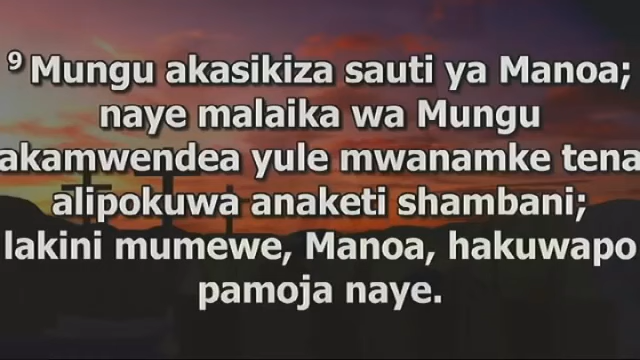 9 Mungu akasikiza sauti ya Manoa;
naye malaika wa Mungu
akamwendea yule mwanamke tena
alipokuwa anaketi shambani;
lakini mumewe, Manoa, hakuwapo
pamoja naye.